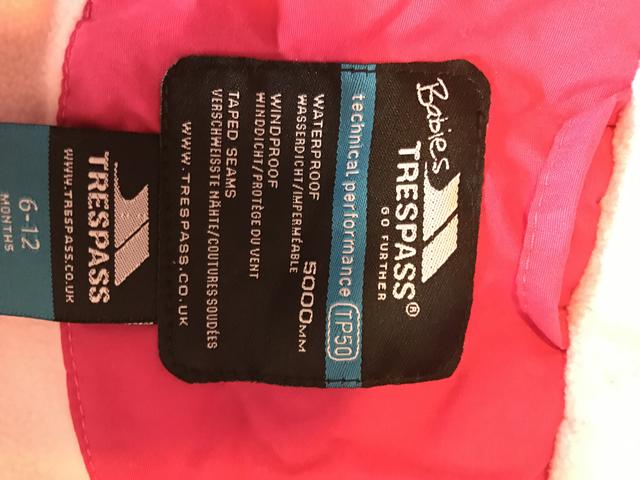 Babies
TRESPASS®
GO FURTHER
technical performance TP50
WATERPROOF 5000MM
WASSERDICHT/IMPERMÉABLE
WINDPROOF
WINDDICHT/PROTÈGE DU VENT
TAPED SEAMS
VERSCHWEISSTE NÄHTE/COUTURES SOUDÉES
WWW.TRESPASS.CO.UK
TRESPASS
WWW.TRESPASS.CO.UK
6-12
MONTHS